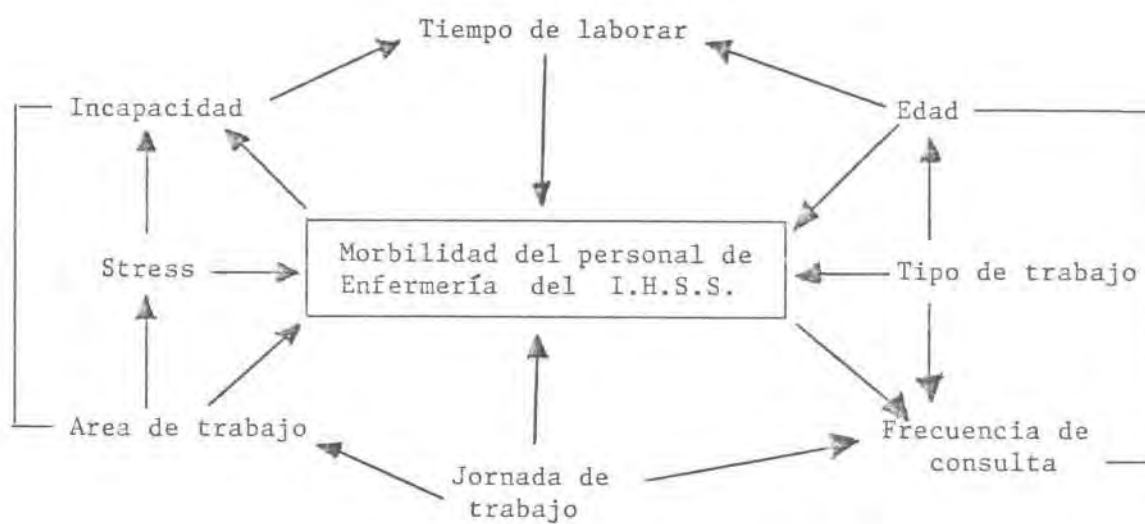 Tiempo de laborar
Incapacidad
Edad
Morbilidad del personal de
Enfermería del I.H.S.S.
Stress
Tipo de trabajo
Area de trabajo
Frecuencia de
consulta
Jornada de
trabajo